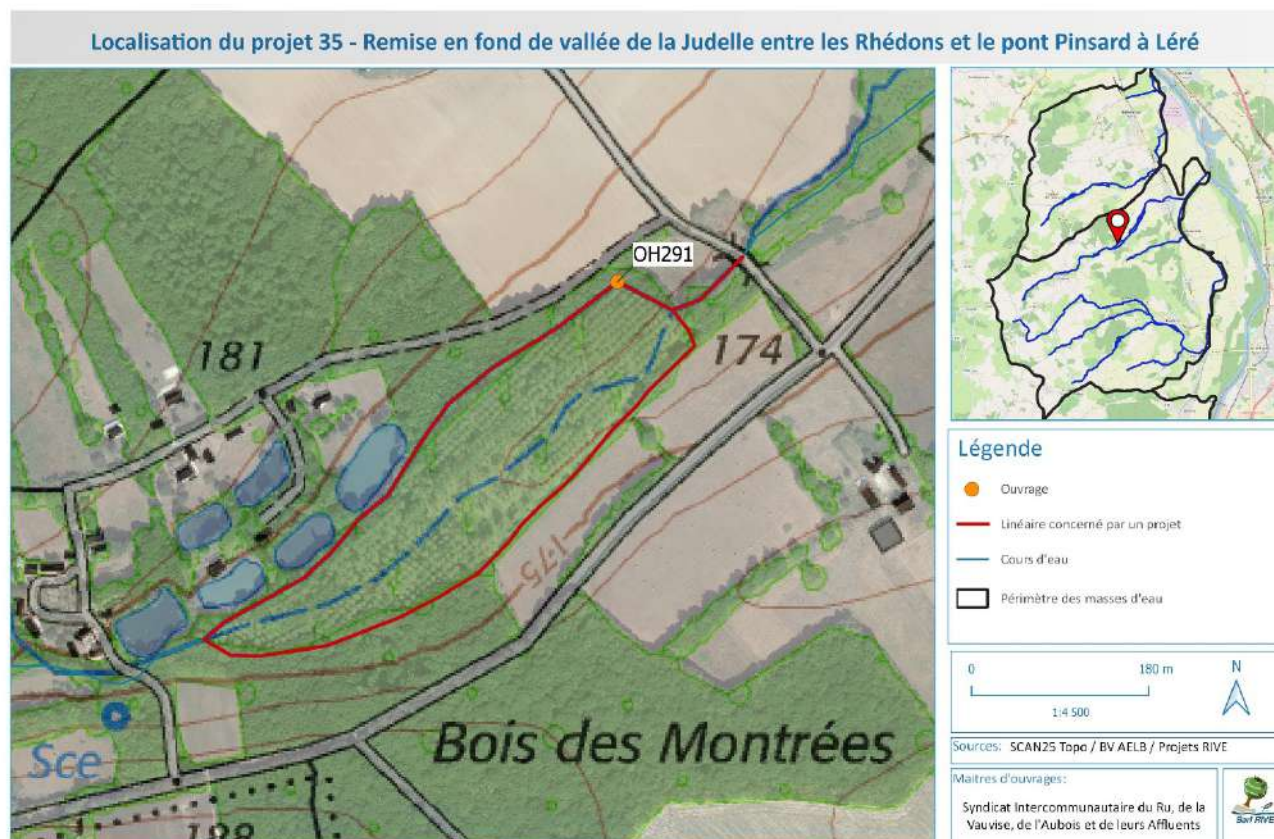 Localisation du projet 35 - Remise en fond de vallée de la Judelle entre les Rhédons et le pont Pinsard à Léré
OH291
181
174
175
Bois des Montrées
Sce
188
Légende
Ouvrage
Linéaire concerné par un projet
Cours d'eau
Périmètre des masses d'eau
0 180 m
N
1:4 500
Sources: SCAN25 Topo / BV AELB / Projets RIVE
Maitres d'ouvrages:
Syndicat Intercommunautaire du Ru, de la
Vauvise, de l'Aubois et de leurs Affluents